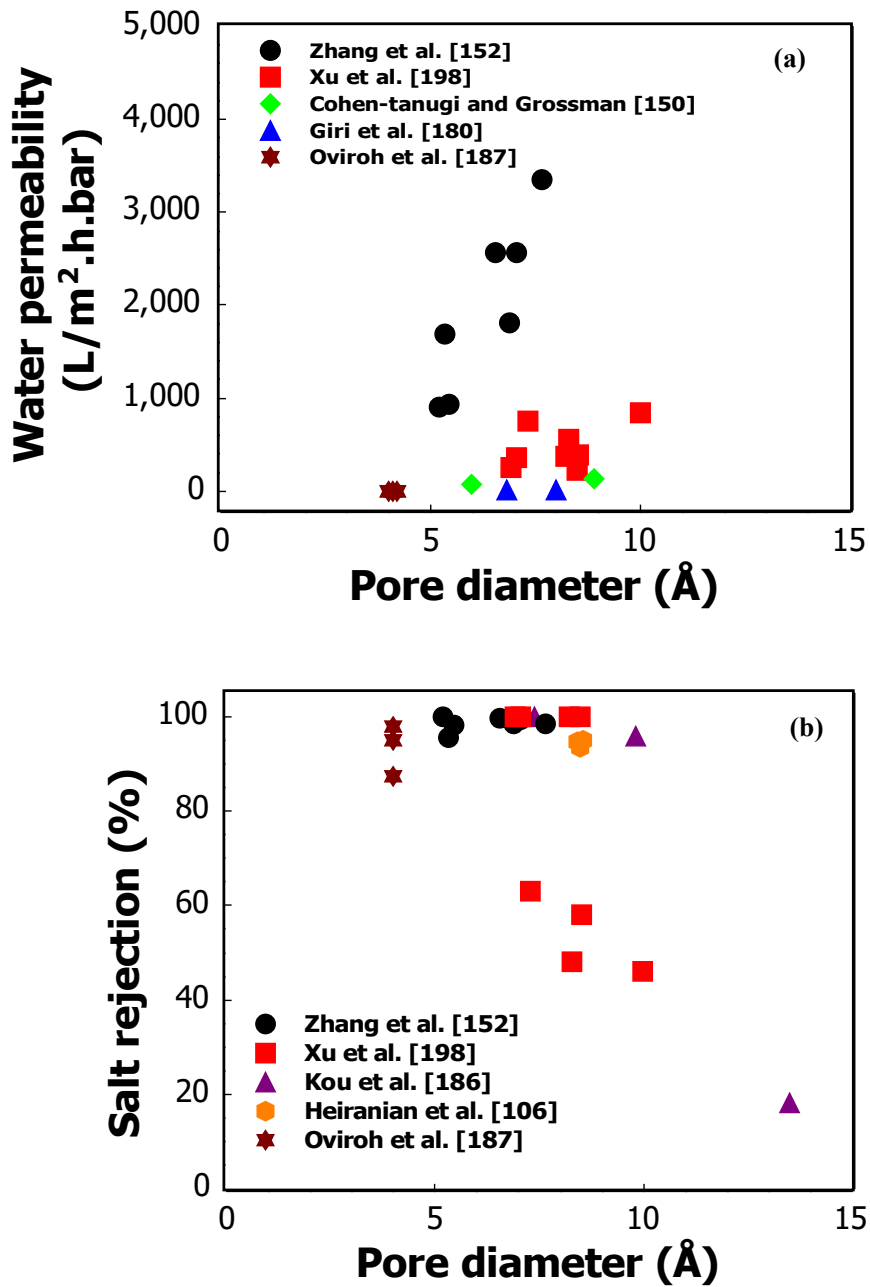 5,000
4,000
3,000
2,000
1,000
0
Water permeability
(L/m².h.bar)
Zhang et al. [152]
Xu et al. [198]
Cohen-tanugi and Grossman [150]
Giri et al. [180]
Oviroh et al. [187]
(a)
0
5
10
15
Pore diameter (Å)
100
80
60
40
20
0
Salt rejection (%)
(b)
Zhang et al. [152]
Xu et al. [198]
Kou et al. [186]
Heiranian et al. [106]
Oviroh et al. [187]
0
5
10
15
Pore diameter (Å)